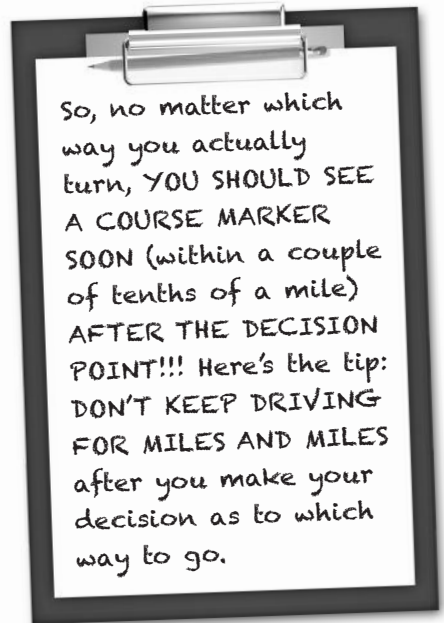 So, no matter which
way you actually
turn, YOU SHOULD SEE
A COURSE MARKER
SOON (within a couple
of tenths of a mile)
AFTER THE DECISION
POINT!!! Here's the tip:
DON'T KEEP DRIVING
FOR MILES AND MILES
after you make your
decision as to which
way to go.